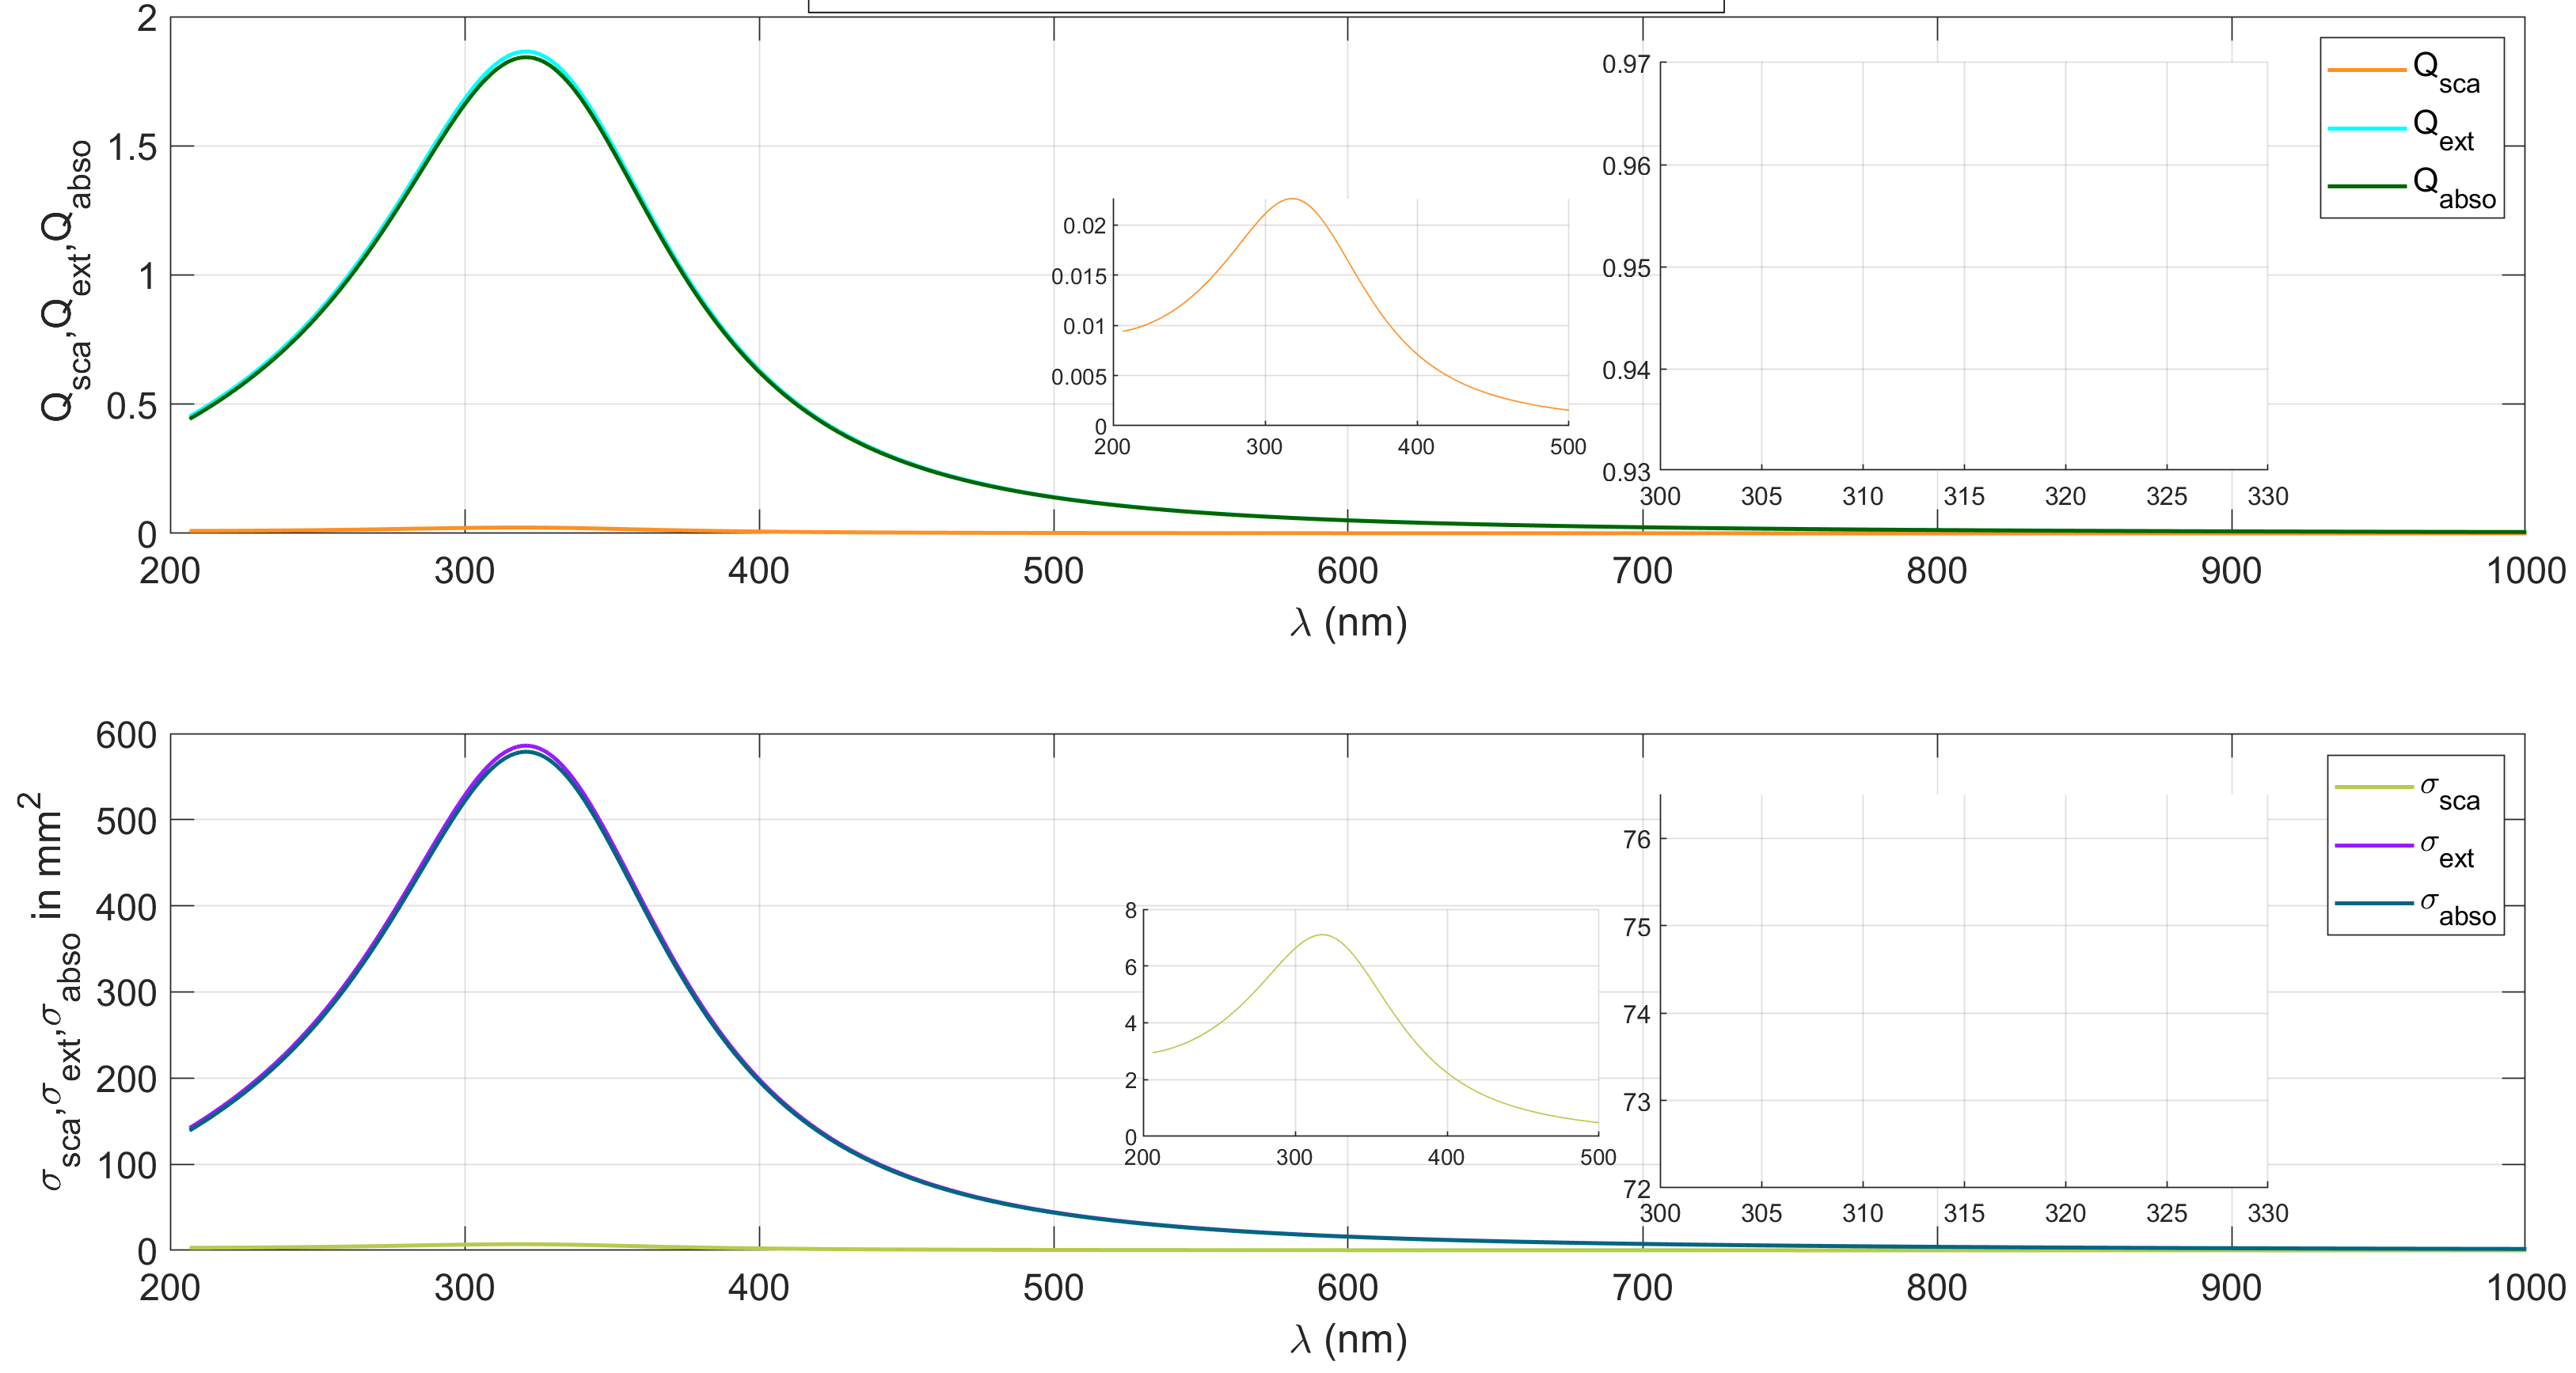 2
1.5
1
0.5
0
Q_sca,Q_ext,Q_abso
200 300 400 500 600 700 800 900 1000
λ (nm)
0.02
0.015
0.01
0.005
0
200 300 400 500
0.97
0.96
0.95
0.94
0.93
300 305 310 315 320 325 330
Q_sca
Q_ext
Q_abso
600
500
400
300
200
100
0
σ_sca,σ_ext,σ_abso in mm²
200 300 400 500 600 700 800 900 1000
λ (nm)
8
6
4
2
0
200 300 400 500
76
75
74
73
72
300 305 310 315 320 325 330
σ_sca
σ_ext
σ_abso